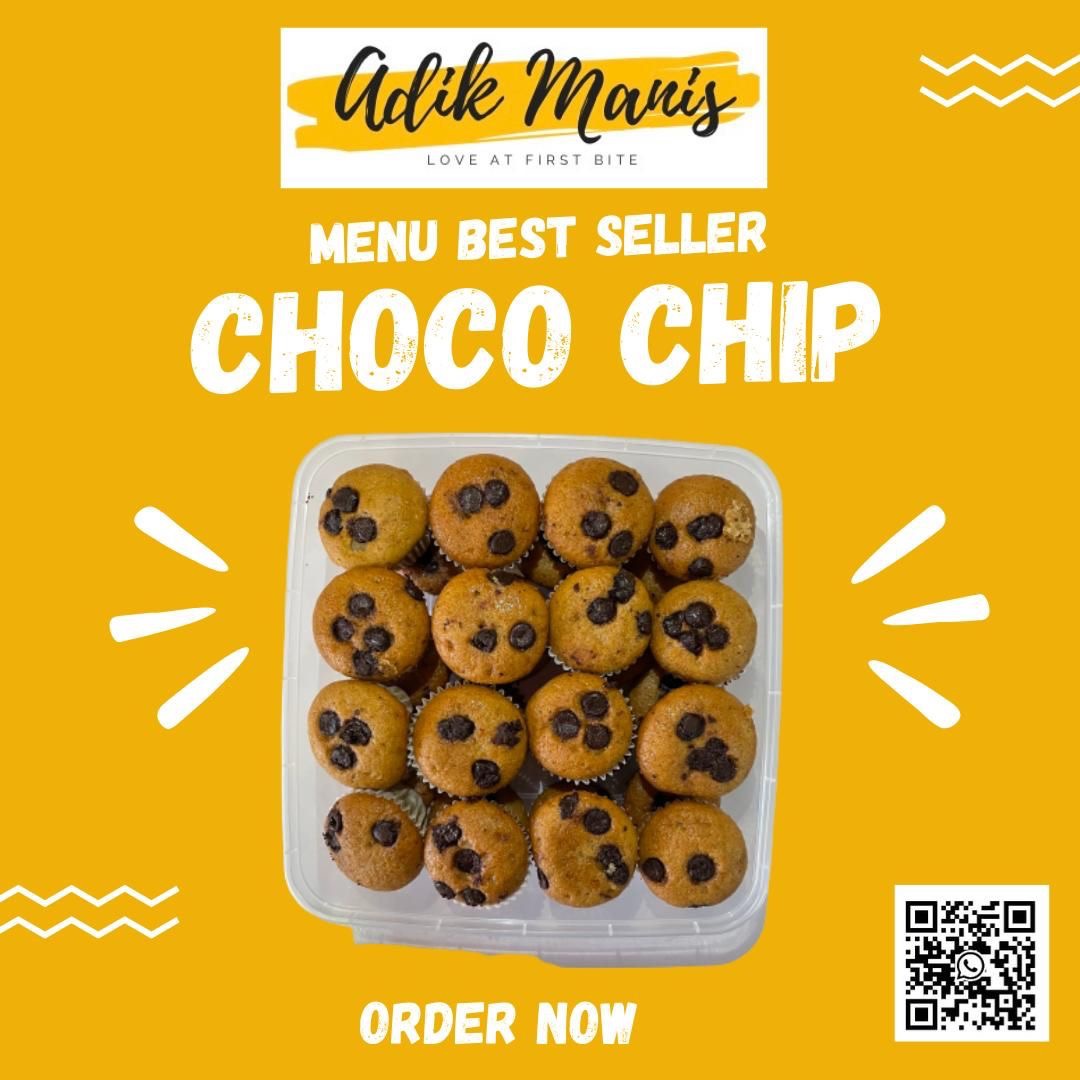 Adik Manis
LOVE AT FIRST BITE
MENU BEST SELLER
CHOCO CHIP
ORDER NOW